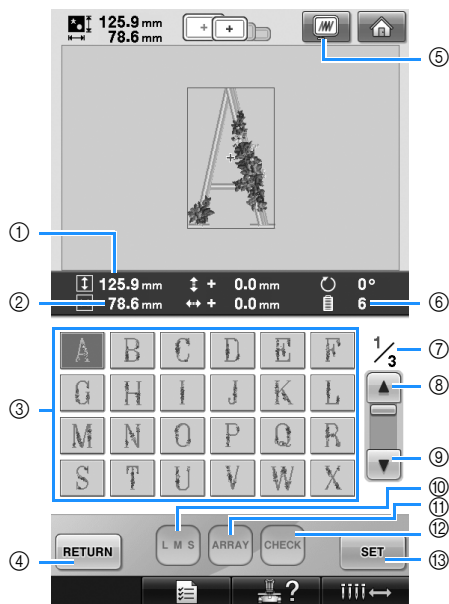 125.9 mm
78.6 mm
⑤
A
①
125.9 mm + 0.0 mm 0°
② 78.6 mm + 0.0 mm 6 ⑥
A B C D E F 1/3 ⑦
③ G H I J K L ⑧
M N O P Q R
S T U V W X ⑨
⑩
⑪
⑫
④ RETURN L M S ARRAY CHECK SET ⑬
?